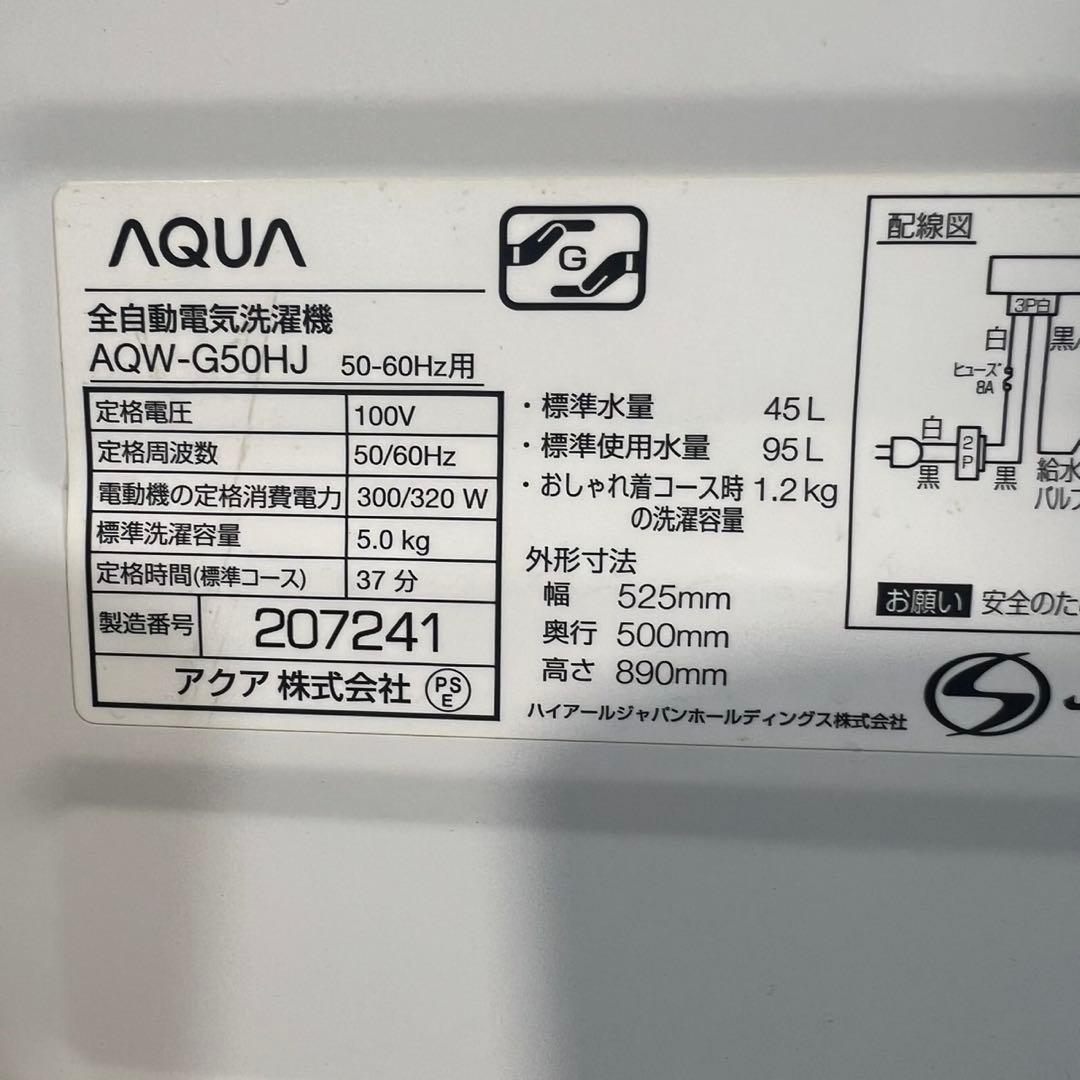 AQUA
全自動電気洗濯機
AQW-G50HJ 50-60Hz用
定格電圧 100V
定格周波数 50/60Hz
電動機の定格消費電力 300/320 W
標準洗濯容量 5.0 kg
定格時間(標準コース) 37 分
製造番号 207241
アクア 株式会社 PSE
G
・標準水量 45L
・標準使用水量 95L
・おしゃれ着コース時 1.2kg
の洗濯容量
外形寸法
幅 525mm
奥行 500mm
高さ 890mm
ハイアールジャパンホールディングス株式会社
配線図
3P白
白 黒
ヒューズ
8A
白
2P
黒 黒
給水
バルブ
お願い 安全のため